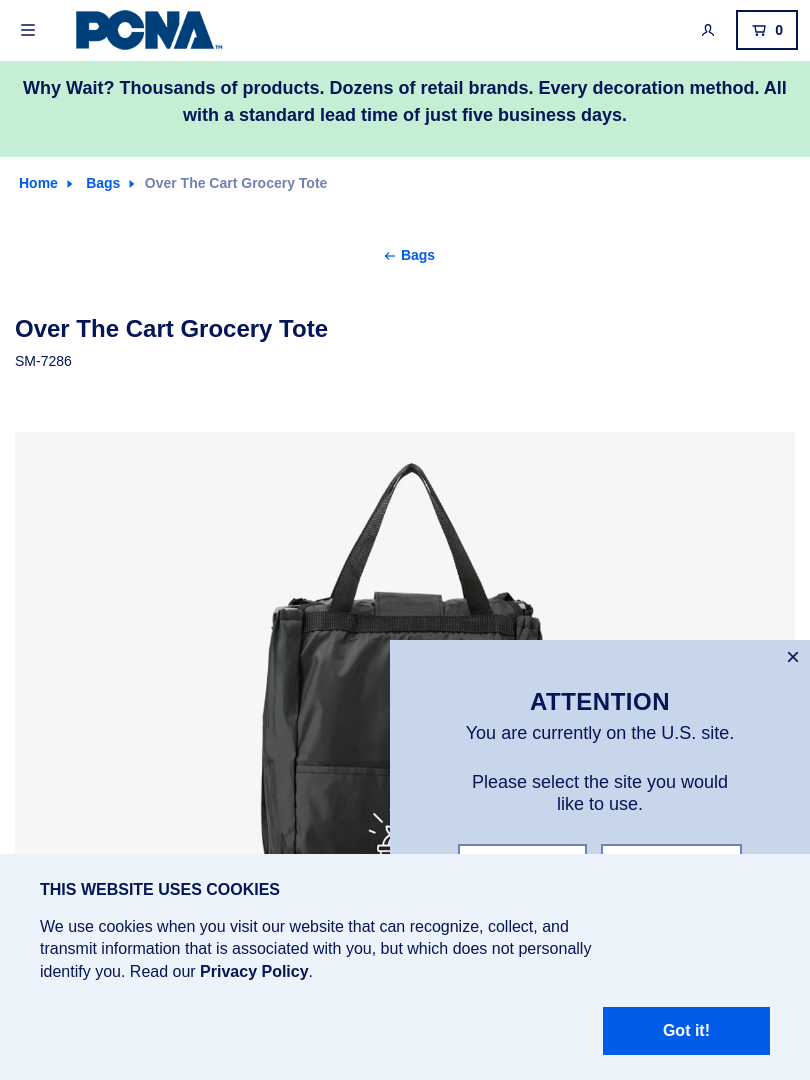 PCNA™
0
Why Wait? Thousands of products. Dozens of retail brands. Every decoration method. All
with a standard lead time of just five business days.
Home
Bags
Over The Cart Grocery Tote
Bags
Over The Cart Grocery Tote
SM-7286
ATTENTION
You are currently on the U.S. site.
Please select the site you would
like to use.
THIS WEBSITE USES COOKIES
We use cookies when you visit our website that can recognize, collect, and
transmit information that is associated with you, but which does not personally
identify you. Read our Privacy Policy.
Got it!